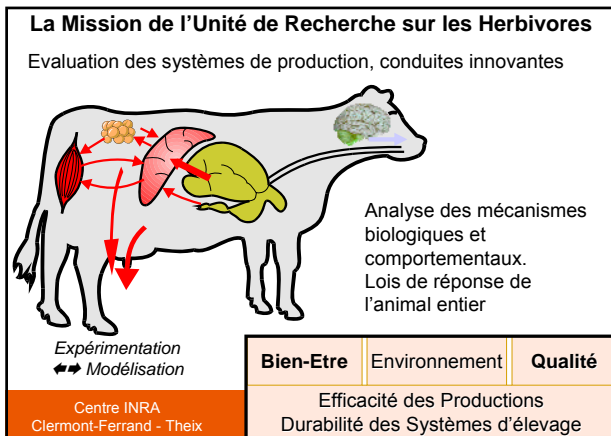 La Mission de l'Unité de Recherche sur les Herbivores
Evaluation des systèmes de production, conduites innovantes
Analyse des mécanismes
biologiques et
comportementaux.
Lois de réponse de
l'animal entier
Expérimentation
Modélisation
Bien-Etre
Environnement
Qualité
Centre INRA
Clermont-Ferrand - Theix
Efficacité des Productions
Durabilité des Systèmes d'élevage